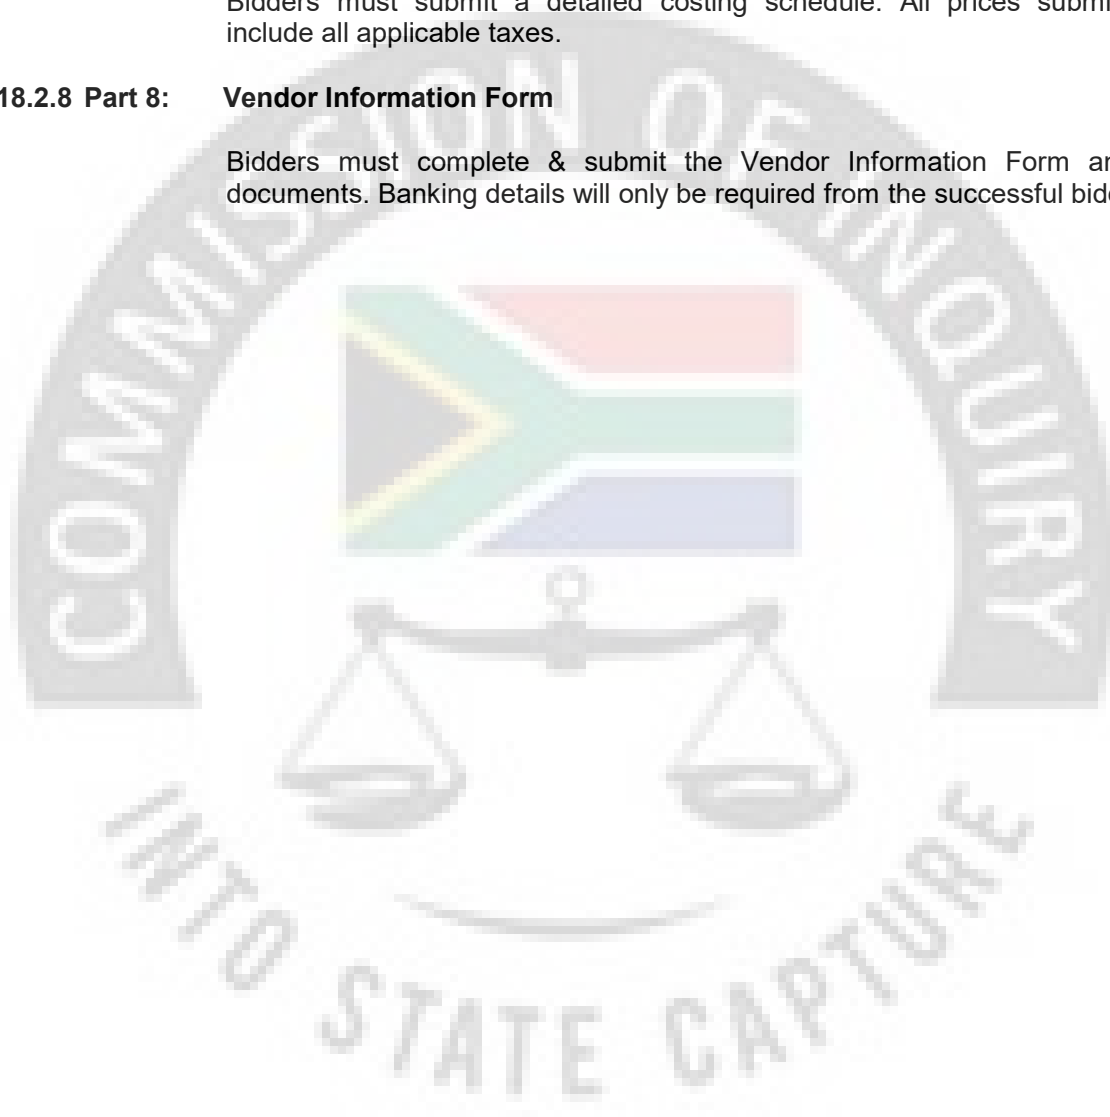 Bidders must submit a detailed costing schedule. All prices submi
include all applicable taxes.
18.2.8 Part 8: Vendor Information Form
Bidders must complete & submit the Vendor Information Form a
documents. Banking details will only be required from the successful bid
COMMISSION OF INQUIRY
INTO STATE CAPTURE